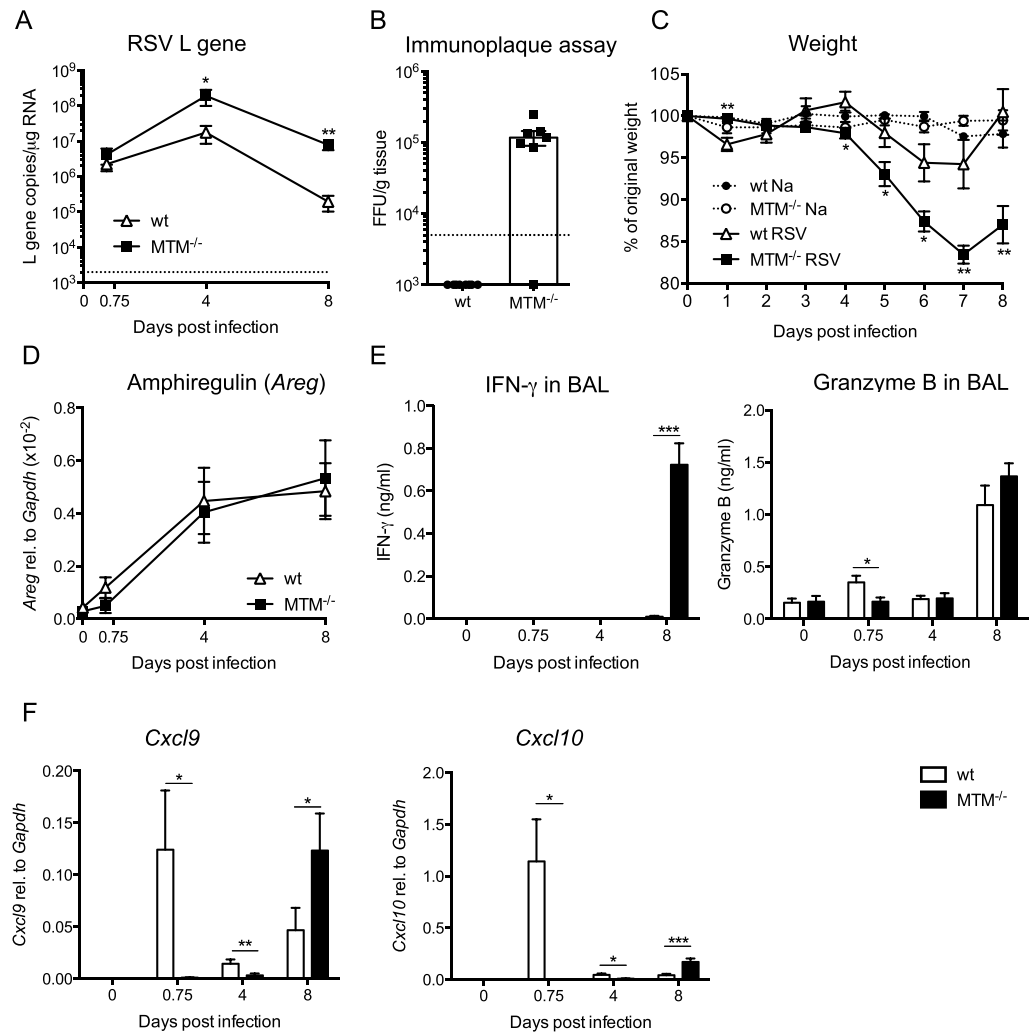 A
RSV L gene
L gene copies/µg RNA
10⁹
10⁸
10⁷
10⁶
10⁵
10⁴
10³
*
**
wt
MTM-/-
0 0.75 4 8
Days post infection
B
Immunoplaque assay
FFU/g tissue
10⁶
10⁵
10⁴
10³
wt MTM-/-
C
Weight
% of original weight
105
100
95
90
85
80
**
*
*
*
**
**
wt Na
MTM-/- Na
wt RSV
MTM-/- RSV
0 1 2 3 4 5 6 7 8
Days post infection
D
Amphiregulin (Areg)
Areg rel. to Gapdh (x10-2)
0.8
0.6
0.4
0.2
0.0
wt
MTM-/-
0 0.75 4 8
Days post infection
E
IFN-γ in BAL
IFN-γ (ng/ml)
1.0
0.8
0.6
0.4
0.2
0.0
***
0 0.75 4 8
Days post infection
Granzyme B in BAL
Granzyme B (ng/ml)
2.0
1.5
1.0
0.5
0.0
*
0 0.75 4 8
Days post infection
F
Cxcl9
Cxcl9 rel. to Gapdh
0.20
0.15
0.10
0.05
0.00
*
**
*
0 0.75 4 8
Days post infection
Cxcl10
Cxcl10 rel. to Gapdh
2.0
1.5
1.0
0.5
0.0
*
*
***
0 0.75 4 8
Days post infection
wt
MTM-/-